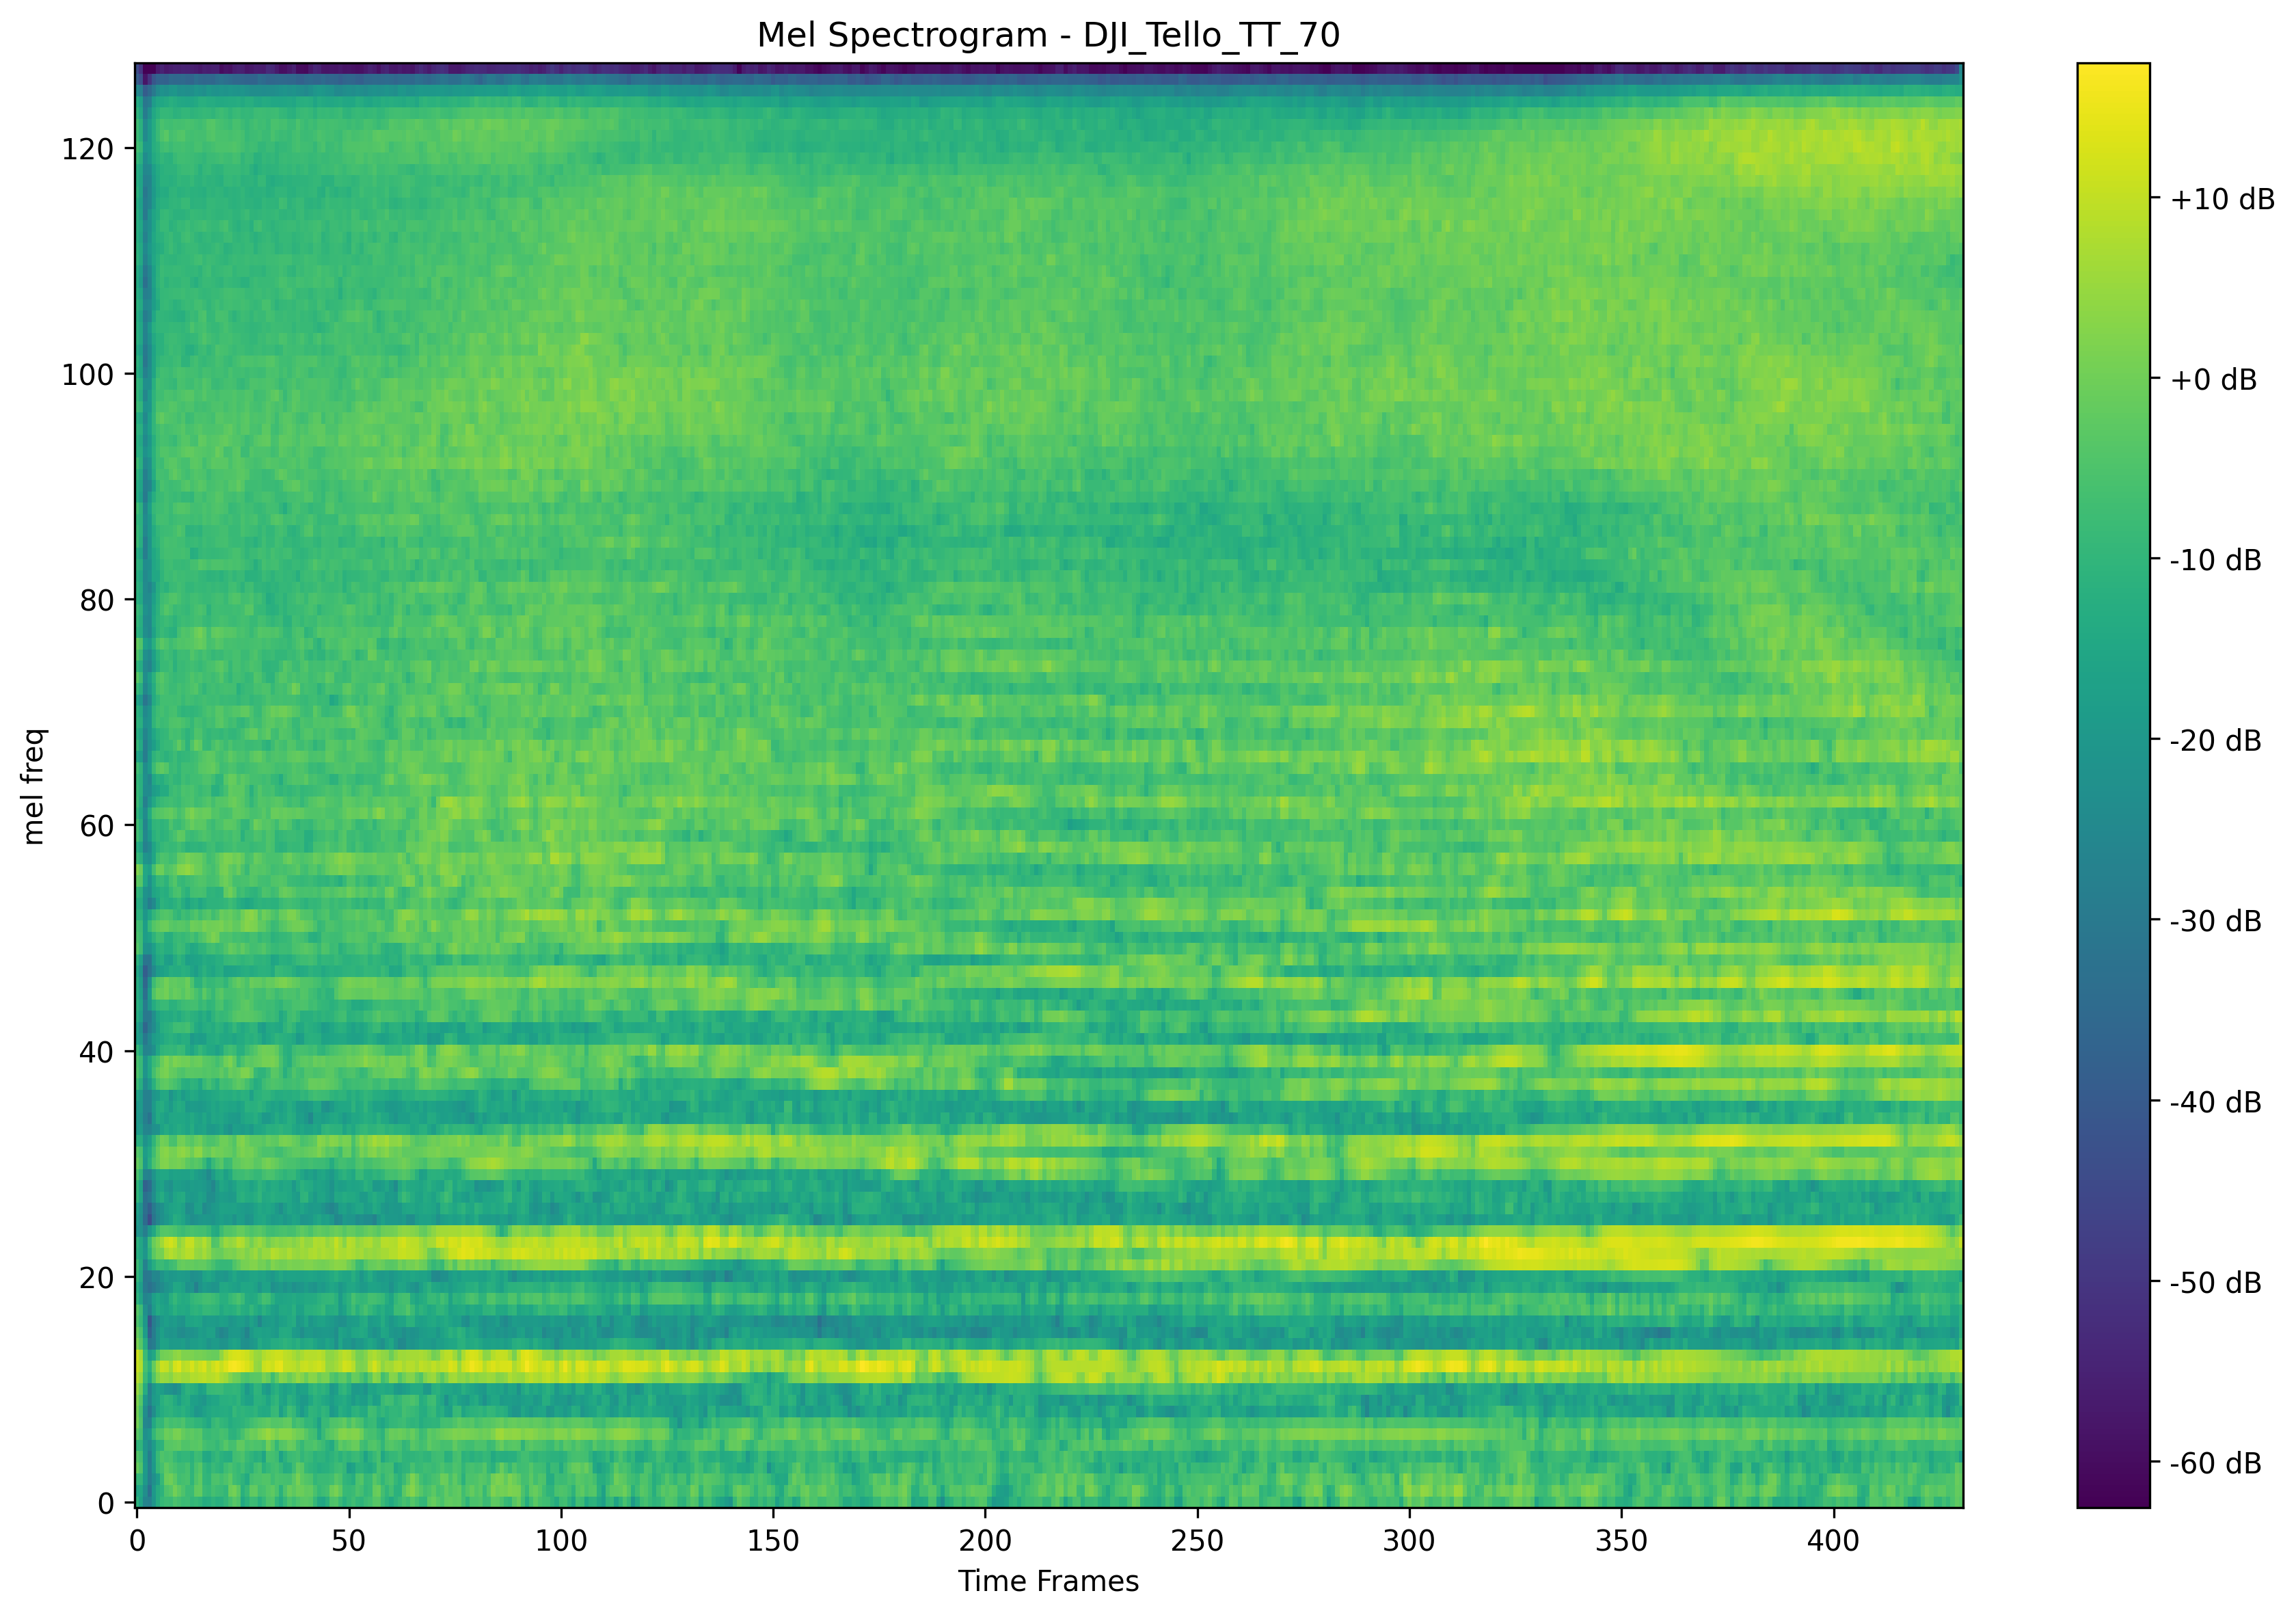 Mel Spectrogram - DJI_Tello_TT_70
mel freq
120
100
80
60
40
20
0
0 50 100 150 200 250 300 350 400
Time Frames
+10 dB
+0 dB
-10 dB
-20 dB
-30 dB
-40 dB
-50 dB
-60 dB